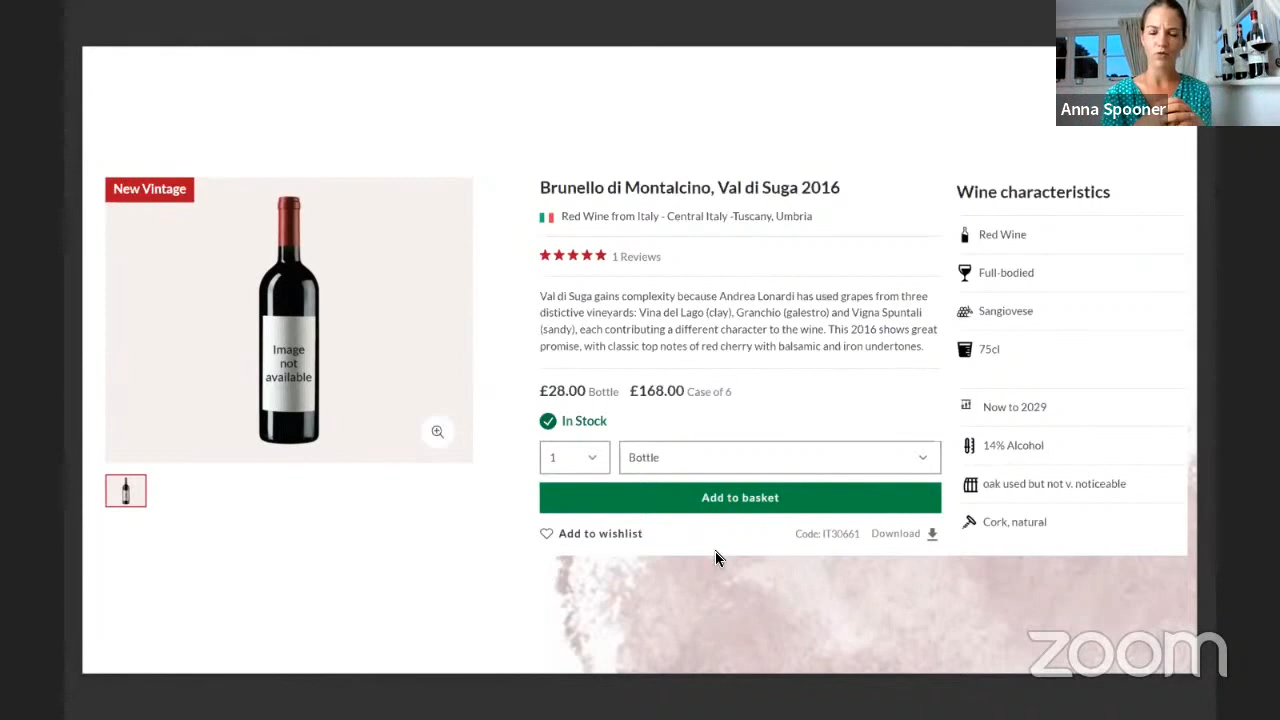 Anna Spooner
New Vintage
Image
not
available
Brunello di Montalcino, Val di Suga 2016
Red Wine from Italy - Central Italy -Tuscany, Umbria
1 Reviews
Val di Suga gains complexity because Andrea Lonardi has used grapes from three
distictive vineyards: Vina del Lago (clay), Granchio (galestro) and Vigna Spuntali
(sandy), each contributing a different character to the wine. This 2016 shows great
promise, with classic top notes of red cherry with balsamic and iron undertones.
£28.00 Bottle £168.00 Case of 6
In Stock
1 Bottle
Add to basket
Add to wishlist Code: IT30661 Download
Wine characteristics
Red Wine
Full-bodied
Sangiovese
75cl
Now to 2029
14% Alcohol
oak used but not v. noticeable
Cork, natural
zoom